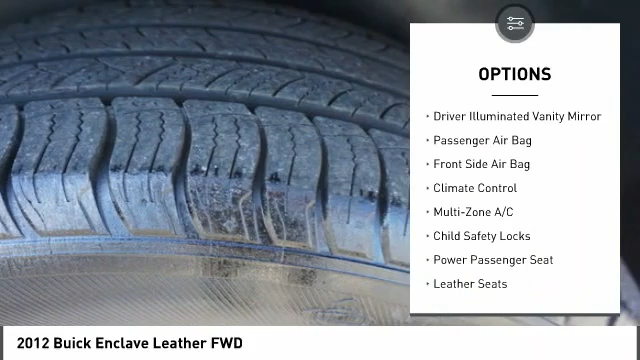 OPTIONS
Driver Illuminated Vanity Mirror
Passenger Air Bag
Front Side Air Bag
Climate Control
Multi-Zone A/C
Child Safety Locks
Power Passenger Seat
Leather Seats
2012 Buick Enclave Leather FWD